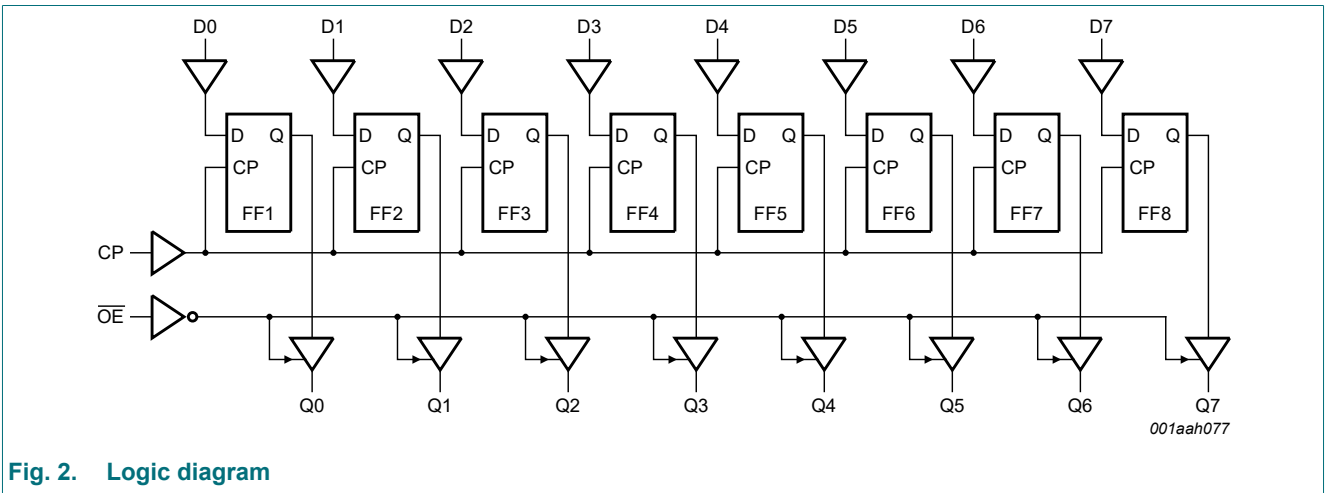 D0 D1 D2 D3 D4 D5 D6 D7
D Q D Q D Q D Q D Q D Q D Q D Q
CP CP CP CP CP CP CP CP
FF1 FF2 FF3 FF4 FF5 FF6 FF7 FF8
CP
O̅E̅
Q0 Q1 Q2 Q3 Q4 Q5 Q6 Q7
001aah077
Fig. 2. Logic diagram